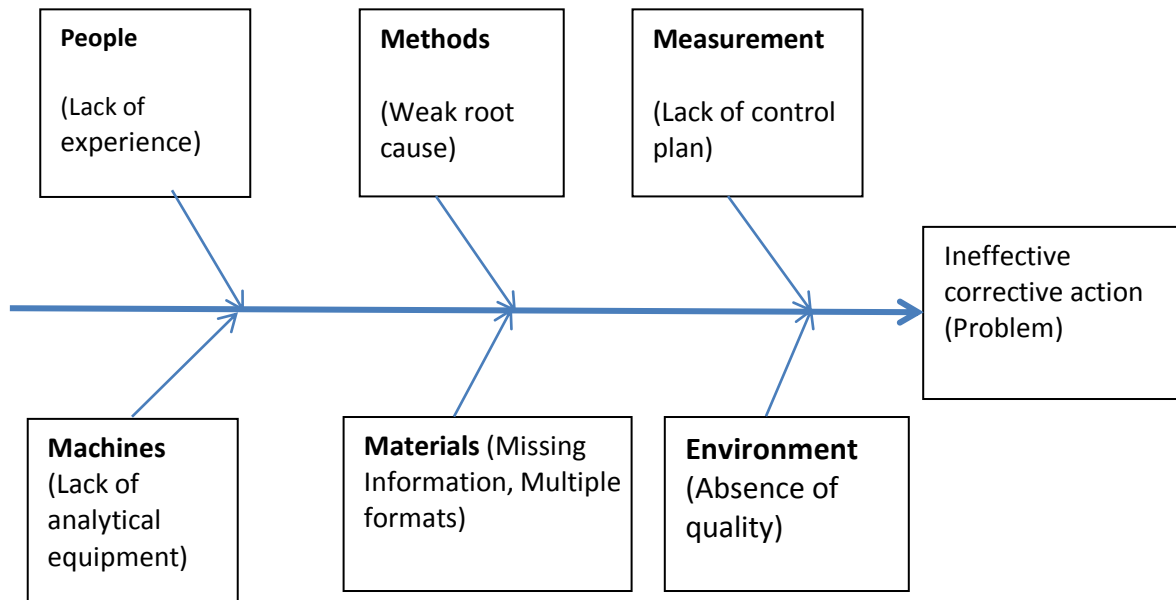 People
(Lack of
experience)
Methods
(Weak root
cause)
Measurement
(Lack of control
plan)
Ineffective
corrective action
(Problem)
Machines
(Lack of
analytical
equipment)
Materials (Missing
Information, Multiple
formats)
Environment
(Absence of
quality)